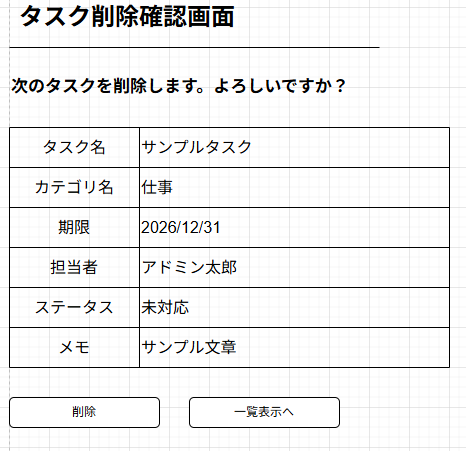 タスク削除確認画面
次のタスクを削除します。よろしいですか？
タスク名 サンプルタスク
カテゴリ名 仕事
期限 2026/12/31
担当者 アドミン太郎
ステータス 未対応
メモ サンプル文章
削除 一覧表示へ